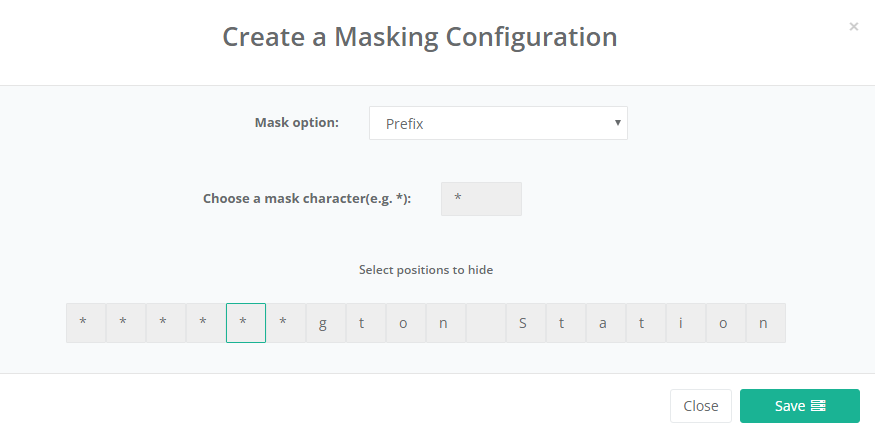 Create a Masking Configuration
×
Mask option:
Prefix
Choose a mask character(e.g. *):
*
Select positions to hide
* * * * * * g t o n   S t a t i o n
Close
Save